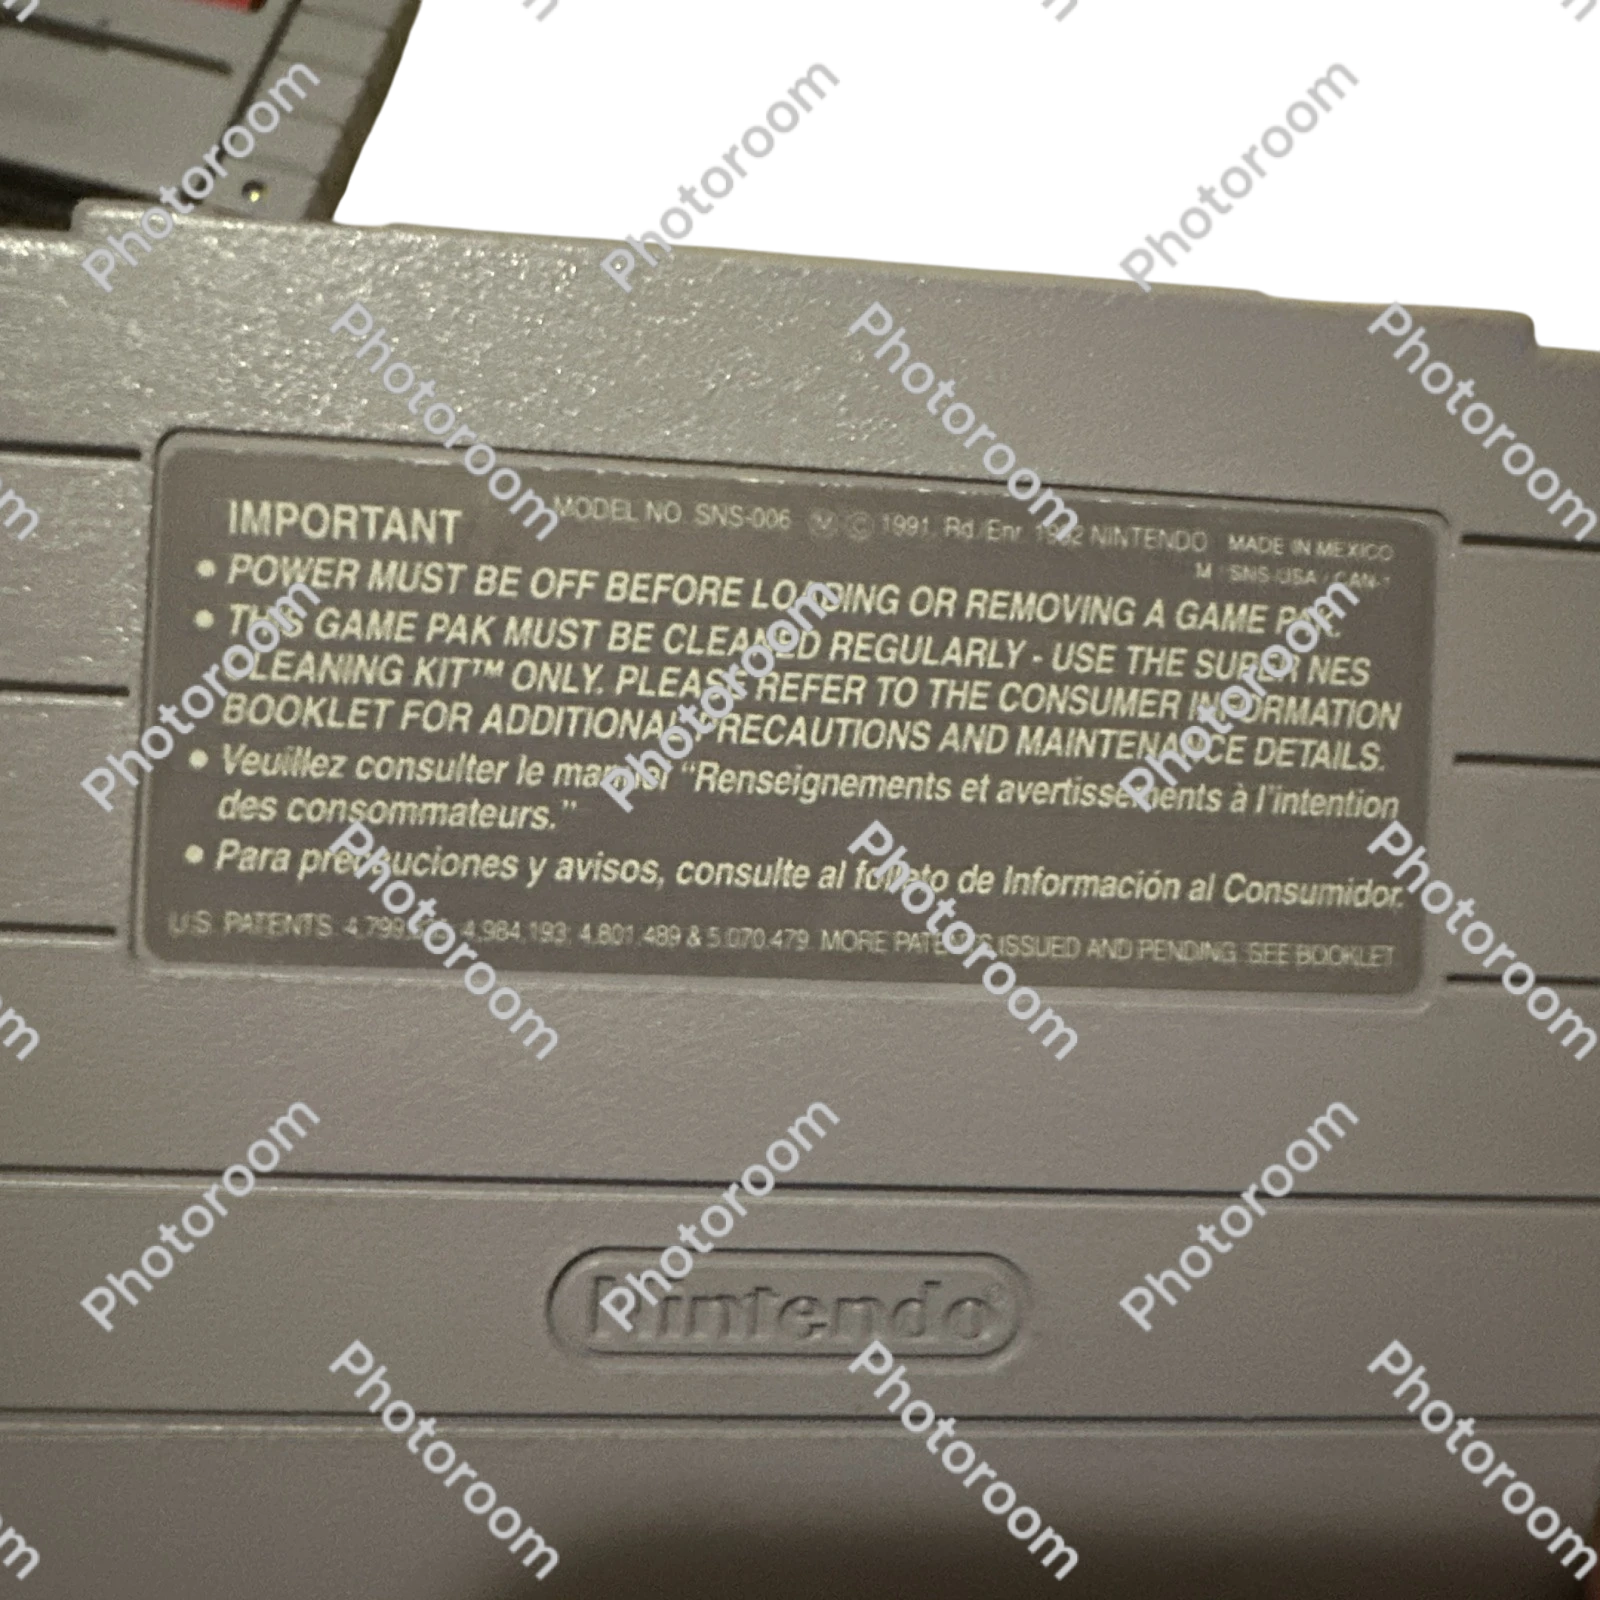 IMPORTANT
MODEL NO. SNS-006 Ⓜ © 1991, Rd/Enr. 1992 NINTENDO MADE IN MEXICO
M/SNS/USA/CAN-1
• POWER MUST BE OFF BEFORE LOADING OR REMOVING A GAME PAK.
• THIS GAME PAK MUST BE CLEANED REGULARLY - USE THE SUPER NES
CLEANING KIT™ ONLY. PLEASE REFER TO THE CONSUMER INFORMATION
BOOKLET FOR ADDITIONAL PRECAUTIONS AND MAINTENANCE DETAILS.
• Veuillez consulter le manuel “Renseignements et avertissements à l'intention
des consommateurs.”
• Para precauciones y avisos, consulte al folleto de Información al Consumidor.
U.S. PATENTS: 4,984,193; 4,801,489 & 5,070,479 MORE PATENTS ISSUED AND PENDING. SEE BOOKLET
Nintendo®
Photoroom